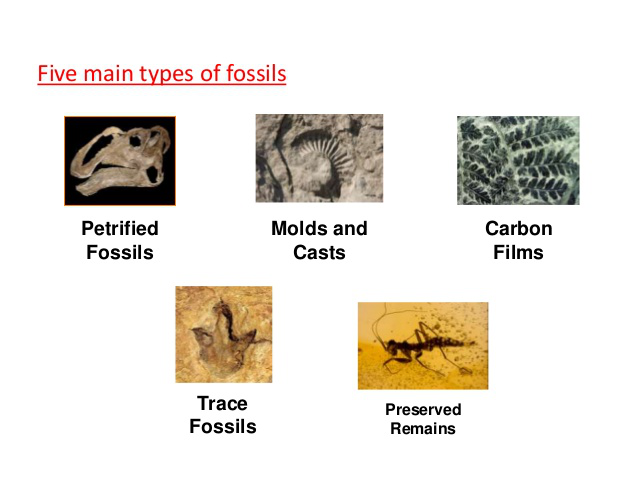 Five main types of fossils
Petrified
Fossils
Molds and
Casts
Carbon
Films
Trace
Fossils
Preserved
Remains